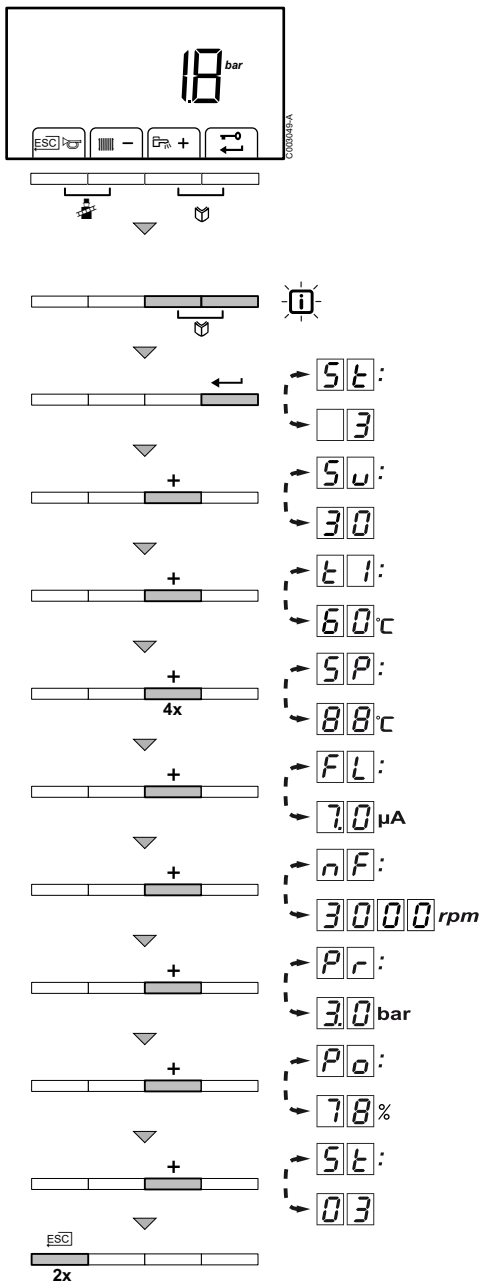 1.8 bar
ESC - + 
C003049-A
i
St:
3
+
Su:
30
+
t1:
60 °C
+
4x
SP:
88 °C
+
FL:
7.0 µA
+
nF:
3000 rpm
+
Pr:
3.0 bar
+
Po:
78 %
+
St:
03
ESC
2x